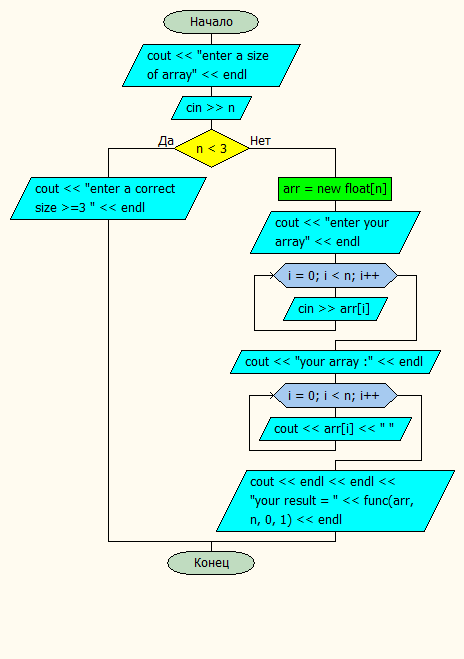 Начало
cout << "enter a size
of array" << endl
cin >> n
Да
n < 3
Нет
cout << "enter a correct
size >=3 " << endl
arr = new float[n]
cout << "enter your
array" << endl
i = 0; i < n; i++
cin >> arr[i]
cout << "your array :" << endl
i = 0; i < n; i++
cout << arr[i] << " "
cout << endl << endl <<
"your result = " << func(arr,
n, 0, 1) << endl
Конец